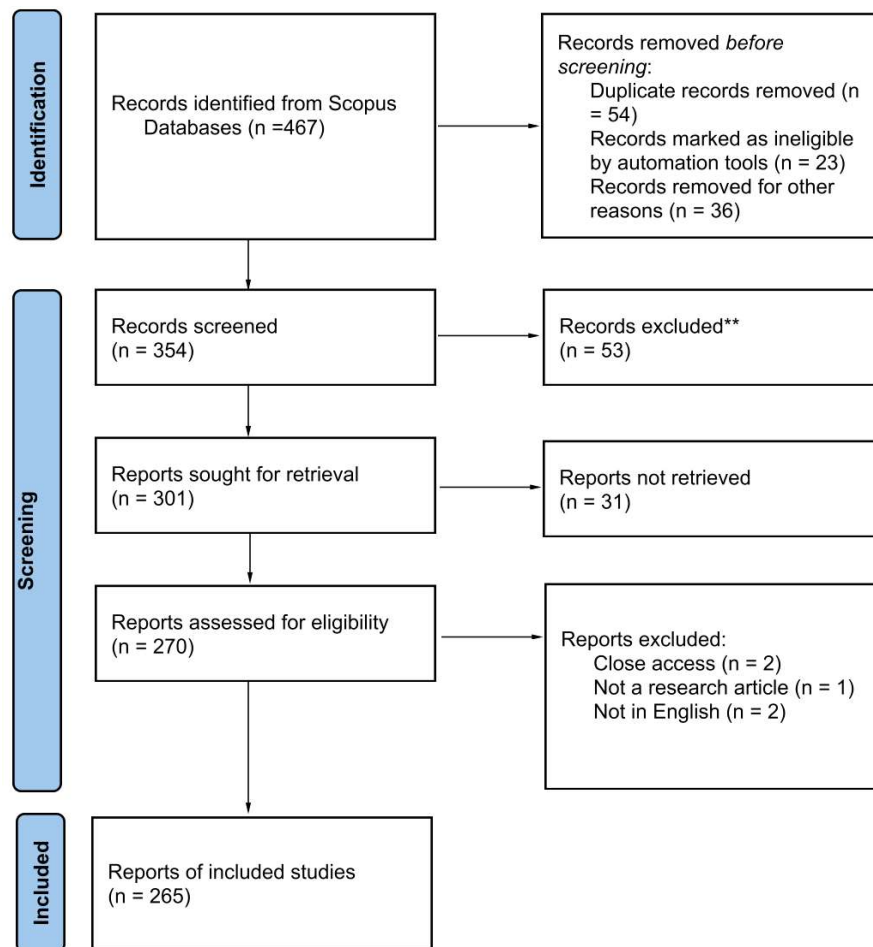 Identification
Records identified from Scopus
Databases (n =467)
Records removed before
screening:
Duplicate records removed (n
= 54)
Records marked as ineligible
by automation tools (n = 23)
Records removed for other
reasons (n = 36)
Screening
Records screened
(n = 354)
Records excluded**
(n = 53)
Reports sought for retrieval
(n = 301)
Reports not retrieved
(n = 31)
Reports assessed for eligibility
(n = 270)
Reports excluded:
Close access (n = 2)
Not a research article (n = 1)
Not in English (n = 2)
Included
Reports of included studies
(n = 265)